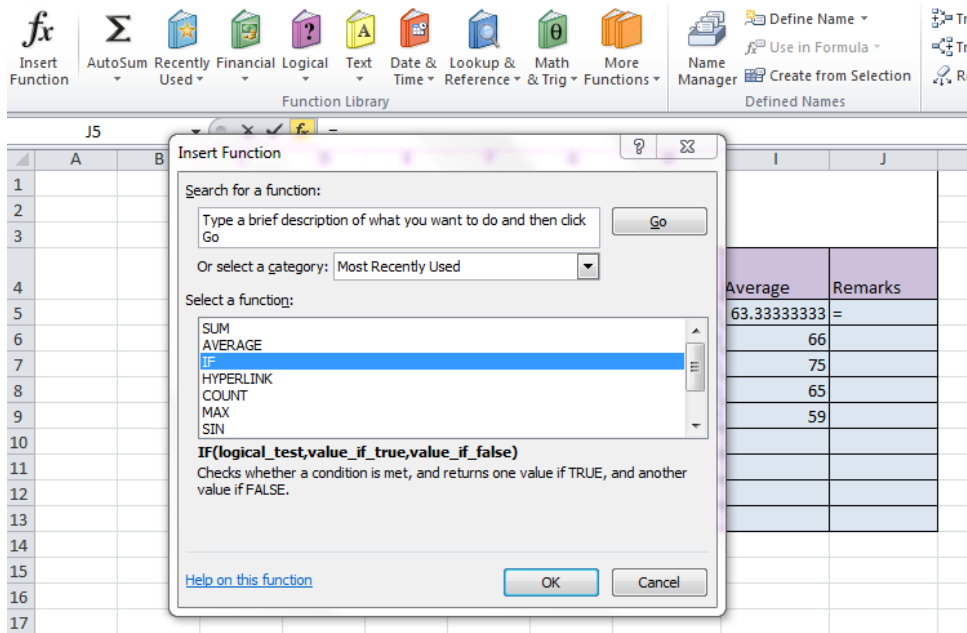 fx Σ ? A θ
Insert Function AutoSum Recently Used Financial Logical Text Date & Time Lookup & Reference Math & Trig More Functions Name Manager
Define Name
fx Use in Formula
Create from Selection
Function Library Defined Names
J5 fx =
Insert Function ?
A B I J
Search for a function:
Type a brief description of what you want to do and then click
Go
Go
Or select a category: Most Recently Used
Select a function:
SUM
AVERAGE
IF
HYPERLINK
COUNT
MAX
SIN
IF(logical_test,value_if_true,value_if_false)
Checks whether a condition is met, and returns one value if TRUE, and another
value if FALSE.
Help on this function OK Cancel
1
2
3
4 Average Remarks
5 63.33333333 =
6 66
7 75
8 65
9 59
10
11
12
13
14
15
16
17